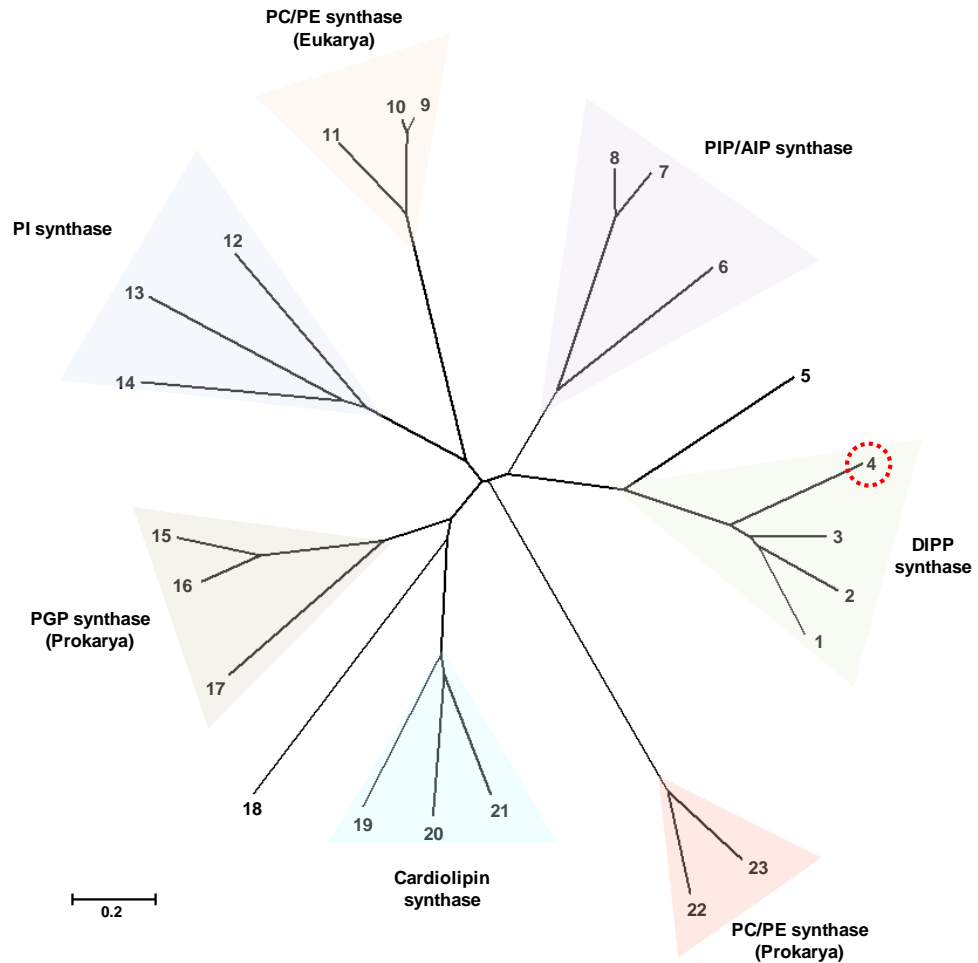 PC/PE synthase
(Eukarya)
10
9
11
PIP/AIP synthase
8
7
6
PI synthase
12
13
14
5
4
3
2
1
DIPP
synthase
15
16
17
PGP synthase
(Prokarya)
18
19
20
21
Cardiolipin
synthase
23
22
PC/PE synthase
(Prokarya)
0.2